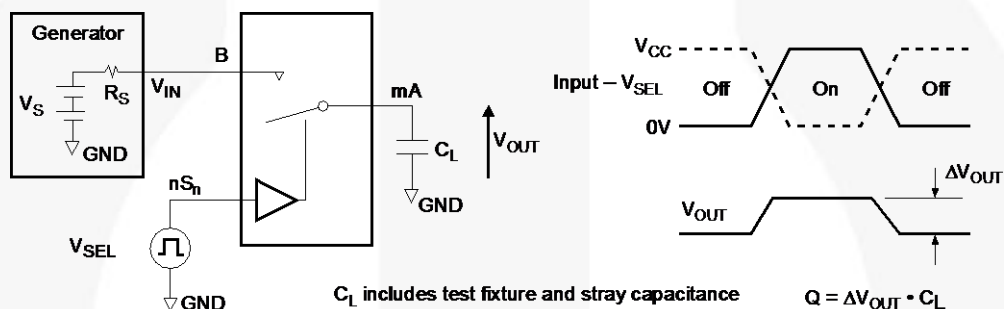 Generator
B
V_S
R_S
V_IN
GND
nS_n
V_SEL
GND
mA
C_L
V_OUT
GND
C_L includes test fixture and stray capacitance
V_CC
Input – V_SEL
Off
On
Off
0V
V_OUT
ΔV_OUT
Q = ΔV_OUT • C_L